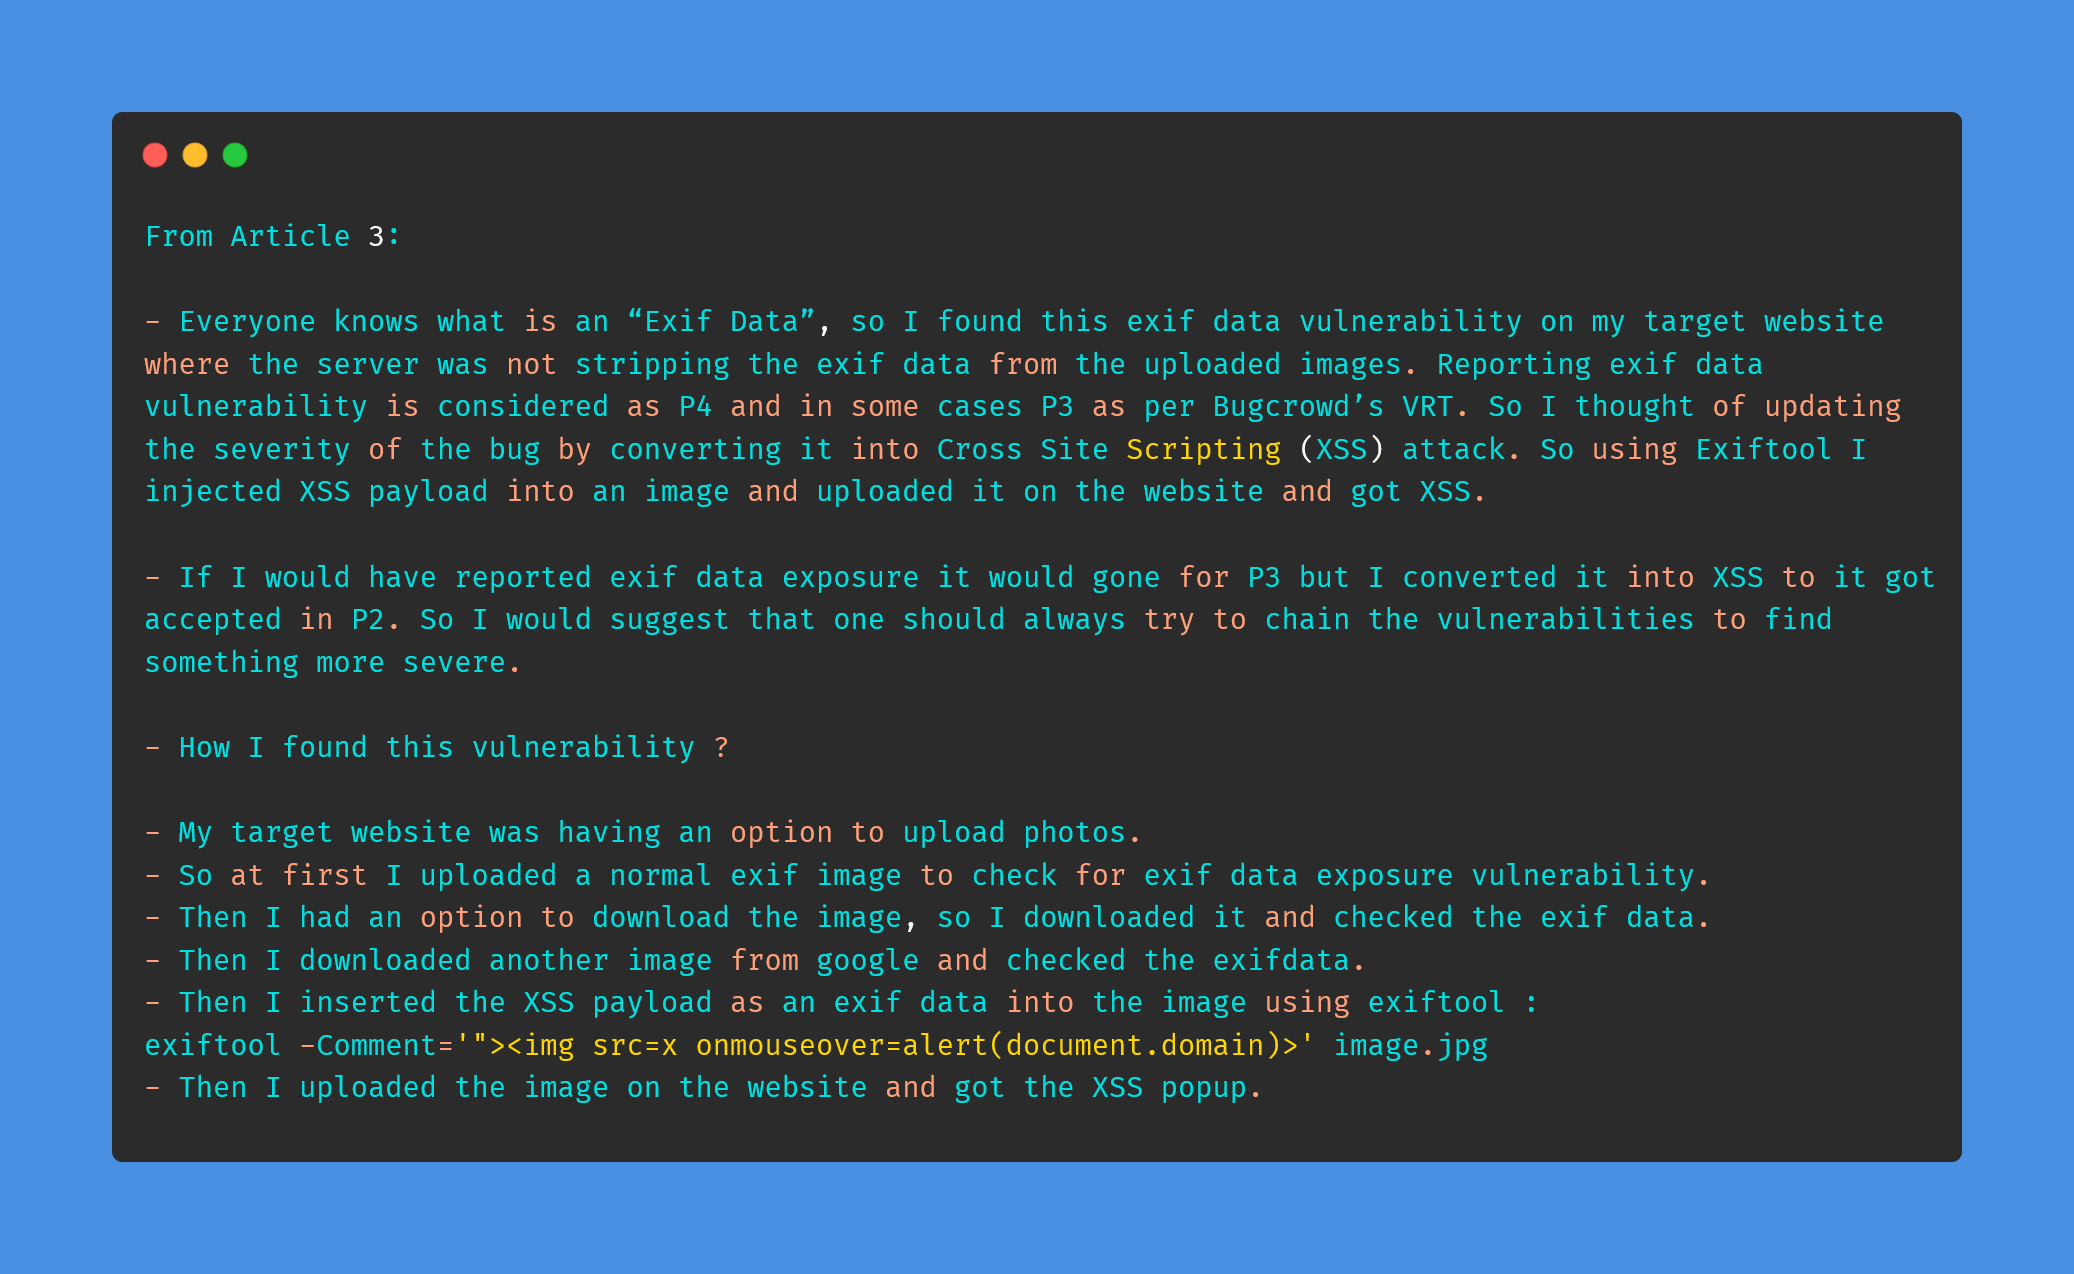 From Article 3:
- Everyone knows what is an “Exif Data”, so I found this exif data vulnerability on my target website
where the server was not stripping the exif data from the uploaded images. Reporting exif data
vulnerability is considered as P4 and in some cases P3 as per Bugcrowd’s VRT. So I thought of updating
the severity of the bug by converting it into Cross Site Scripting (XSS) attack. So using Exiftool I
injected XSS payload into an image and uploaded it on the website and got XSS.
- If I would have reported exif data exposure it would gone for P3 but I converted it into XSS to it got
accepted in P2. So I would suggest that one should always try to chain the vulnerabilities to find
something more severe.
- How I found this vulnerability ?
- My target website was having an option to upload photos.
- So at first I uploaded a normal exif image to check for exif data exposure vulnerability.
- Then I had an option to download the image, so I downloaded it and checked the exif data.
- Then I downloaded another image from google and checked the exifdata.
- Then I inserted the XSS payload as an exif data into the image using exiftool :
exiftool -Comment='"><img src=x onmouseover=alert(document.domain)>' image.jpg
- Then I uploaded the image on the website and got the XSS popup.